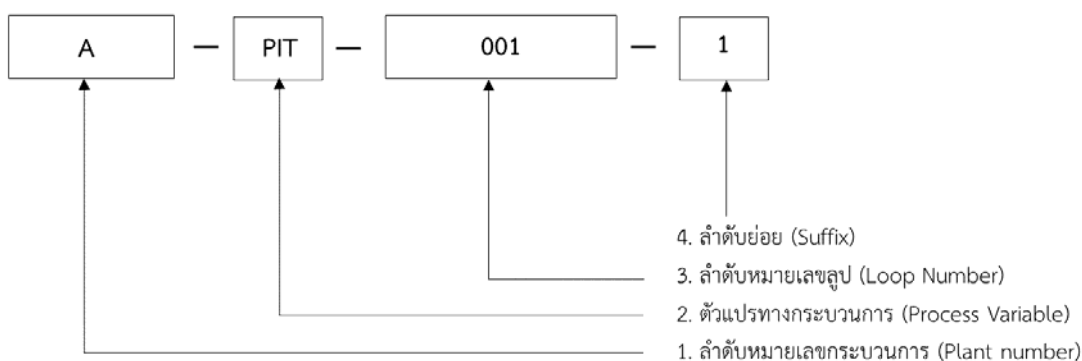 A – PIT – 001 – 1
4. ลำดับย่อย (Suffix)
3. ลำดับหมายเลขลูป (Loop Number)
2. ตัวแปรทางกระบวนการ (Process Variable)
1. ลำดับหมายเลขกระบวนการ (Plant number)